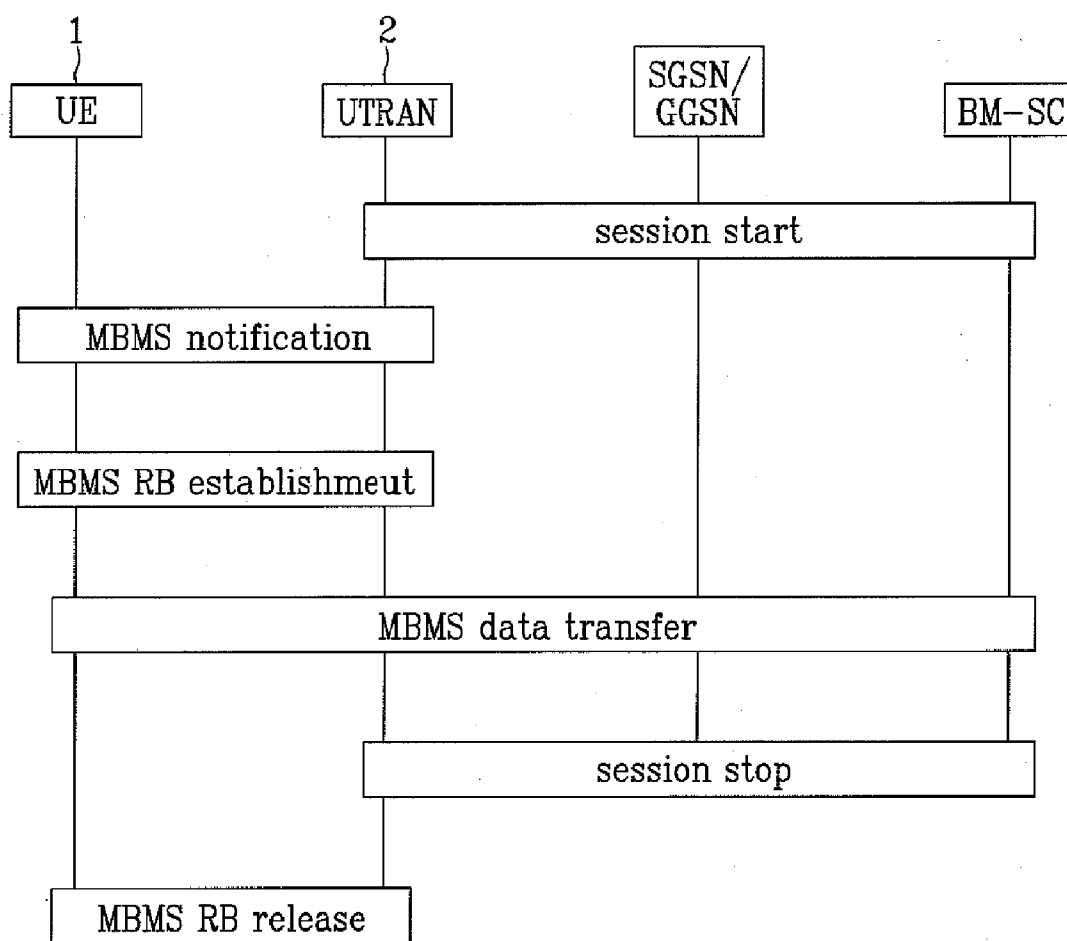 1
2
UE
UTRAN
SGSN/
GGSN
BM-SC
session start
MBMS notification
MBMS RB establishmeut
MBMS data transfer
session stop
MBMS RB release